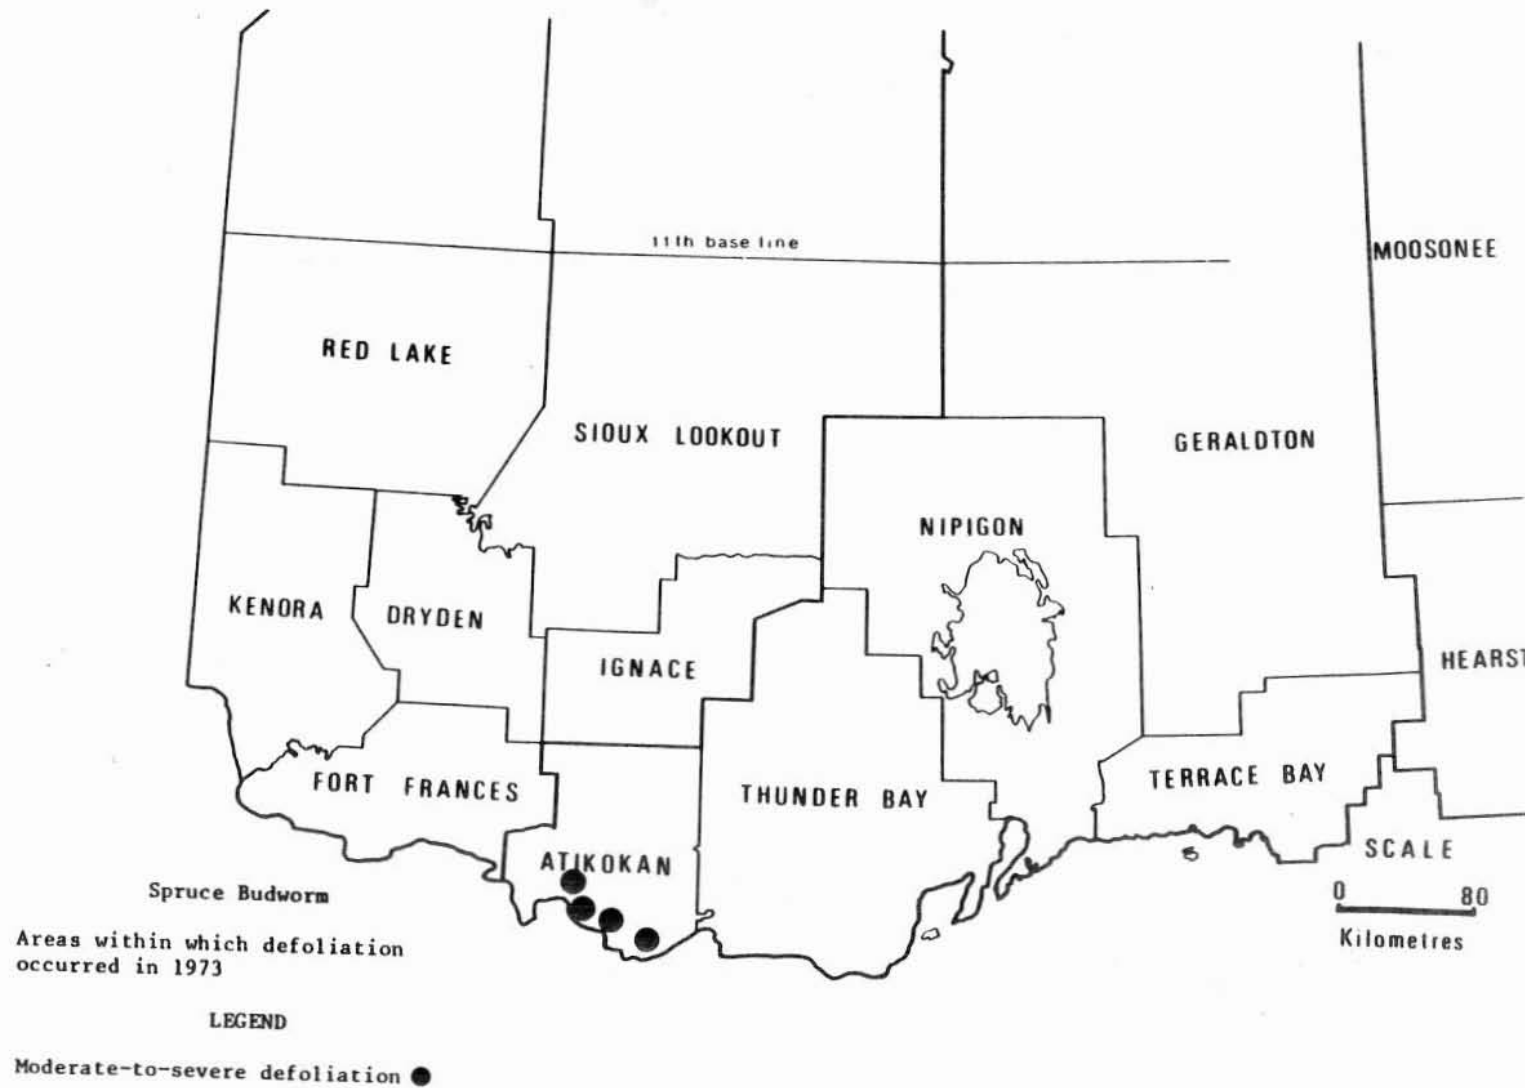 11th base line
MOOSONEE
RED LAKE
SIOUX LOOKOUT
GERALDTON
NIPIGON
KENORA
DRYDEN
IGNACE
HEARST
FORT FRANCES
THUNDER BAY
TERRACE BAY
ATIKOKAN
SCALE
0 80
Kilometres
Spruce Budworm
Areas within which defoliation
occurred in 1973
LEGEND
Moderate-to-severe defoliation